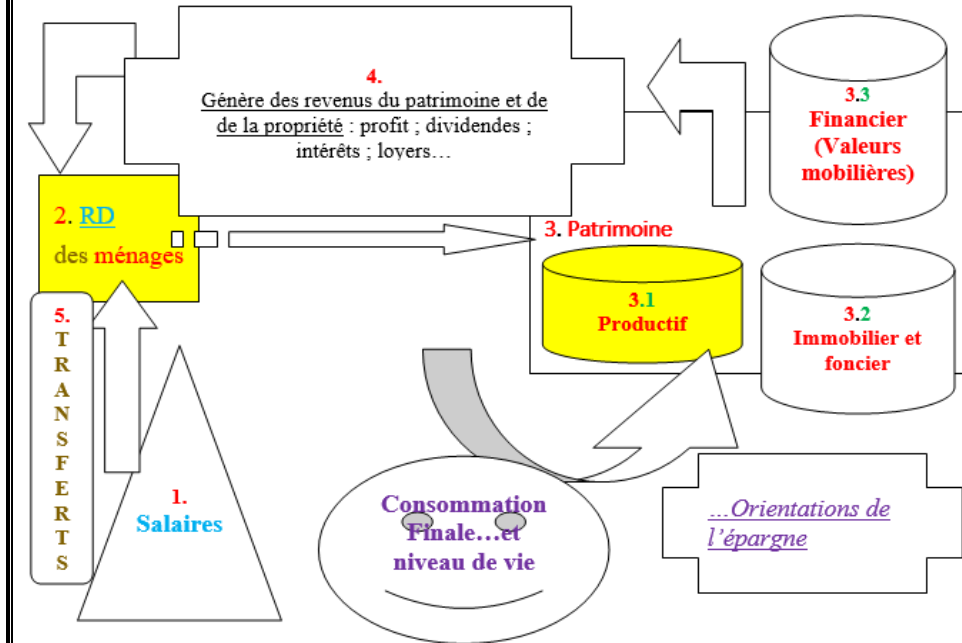 4.
Génère des revenus du patrimoine et de
de la propriété : profit ; dividendes ;
intérêts ; loyers…
3.3
Financier
(Valeurs
mobilières)
2. RD
des ménages
3. Patrimoine
3.1
Productif
3.2
Immobilier et
foncier
5.
T
R
A
N
S
F
E
R
T
S
1.
Salaires
Consommation
Finale…et
niveau de vie
…Orientations de
l’épargne